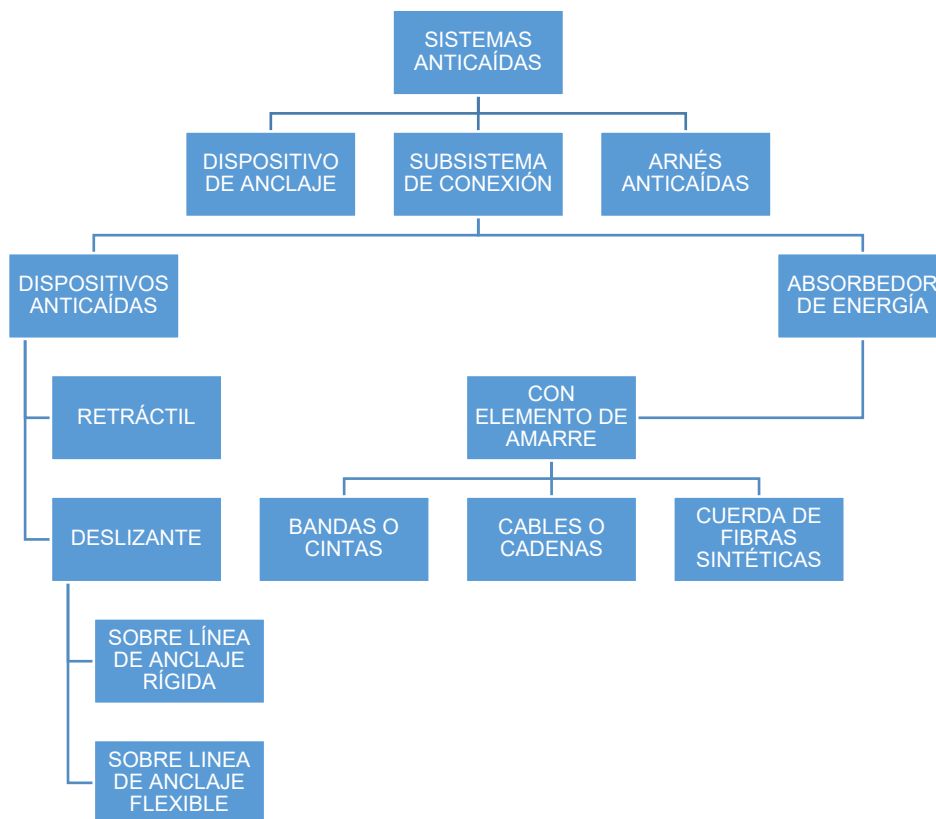 SISTEMAS
ANTICAÍDAS
DISPOSITIVO
DE ANCLAJE
SUBSISTEMA
DE CONEXIÓN
ARNÉS
ANTICAÍDAS
DISPOSITIVOS
ANTICAÍDAS
ABSORBEDOR
DE ENERGÍA
RETRÁCTIL
CON
ELEMENTO DE
AMARRE
DESLIZANTE
BANDAS O
CINTAS
CABLES O
CADENAS
CUERDA DE
FIBRAS
SINTÉTICAS
SOBRE LÍNEA
DE ANCLAJE
RÍGIDA
SOBRE LINEA
DE ANCLAJE
FLEXIBLE